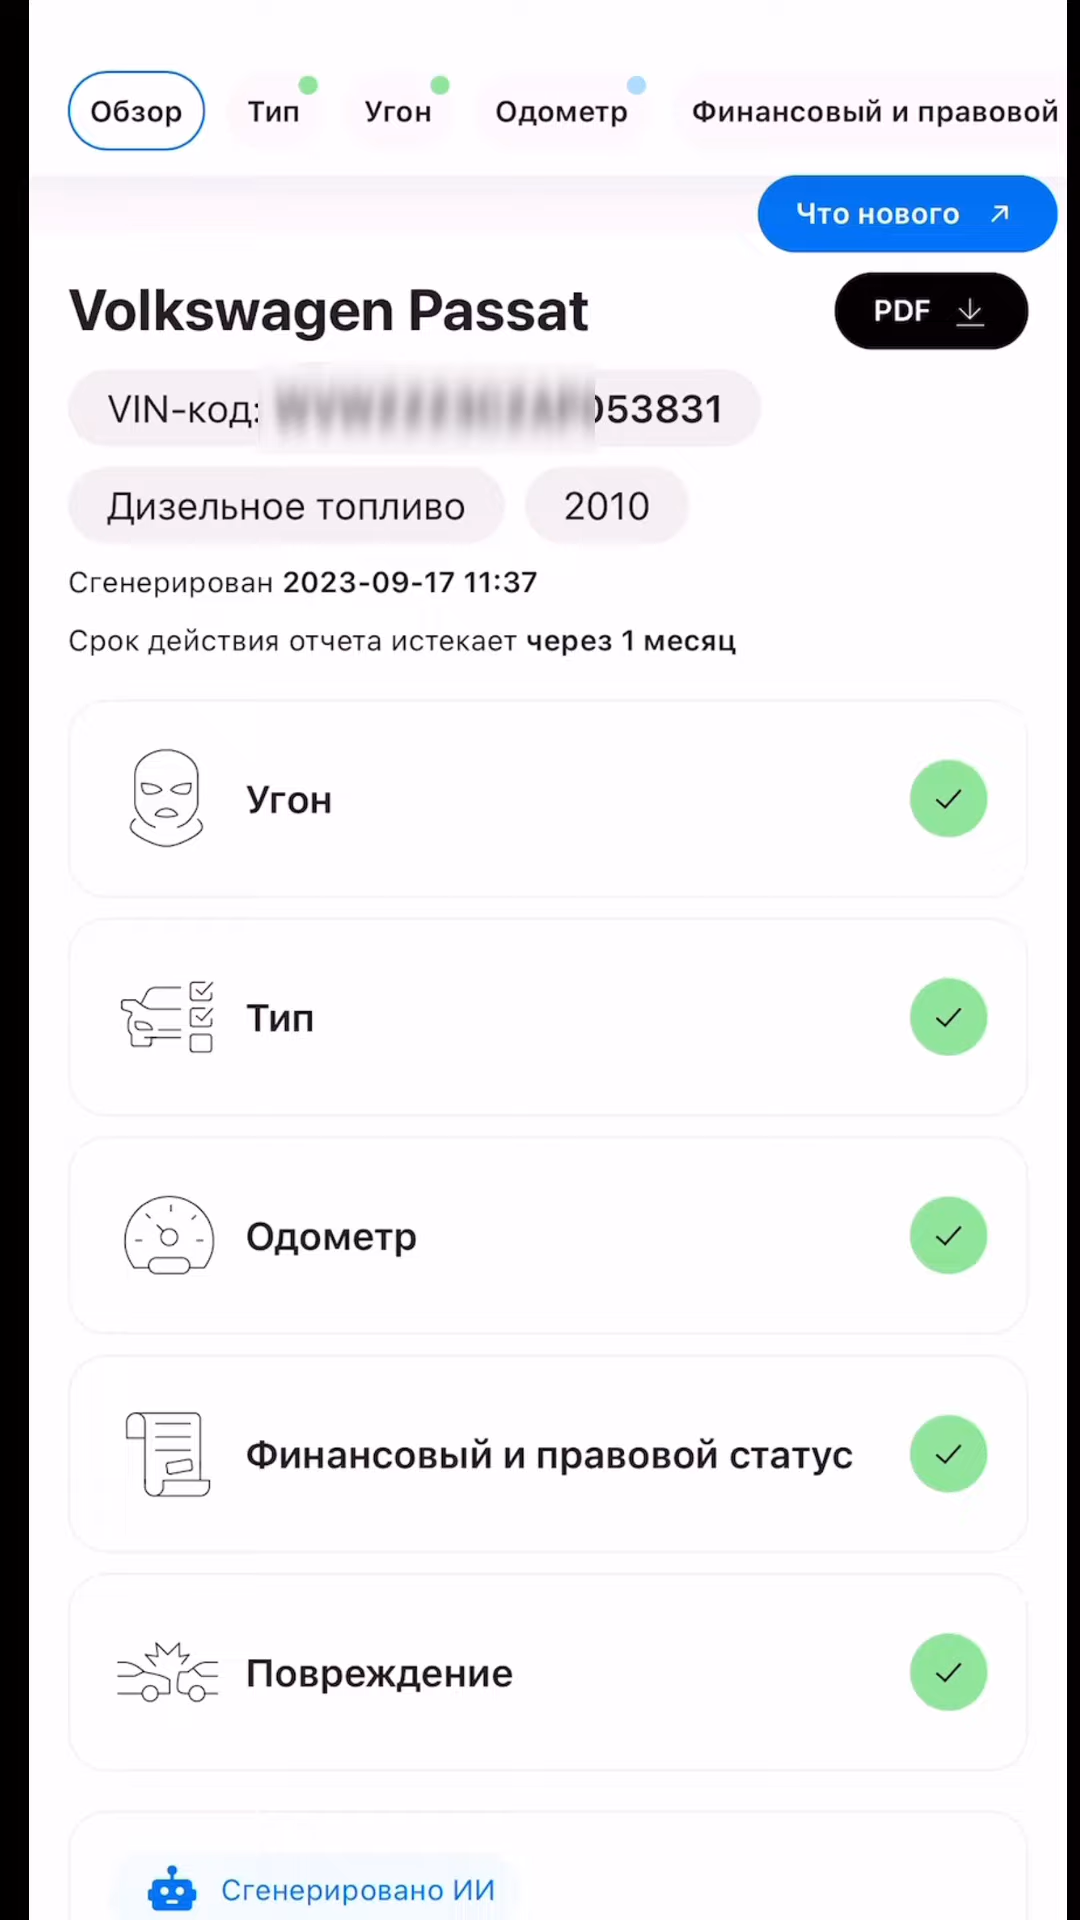 Обзор Тип Угон Одометр Финансовый и правовой
Что нового
Volkswagen Passat
PDF
VIN-код: 053831
Дизельное топливо 2010
Сгенерирован 2023-09-17 11:37
Срок действия отчета истекает через 1 месяц
Угон
Тип
Одометр
Финансовый и правовой статус
Повреждение
Сгенерировано ИИ